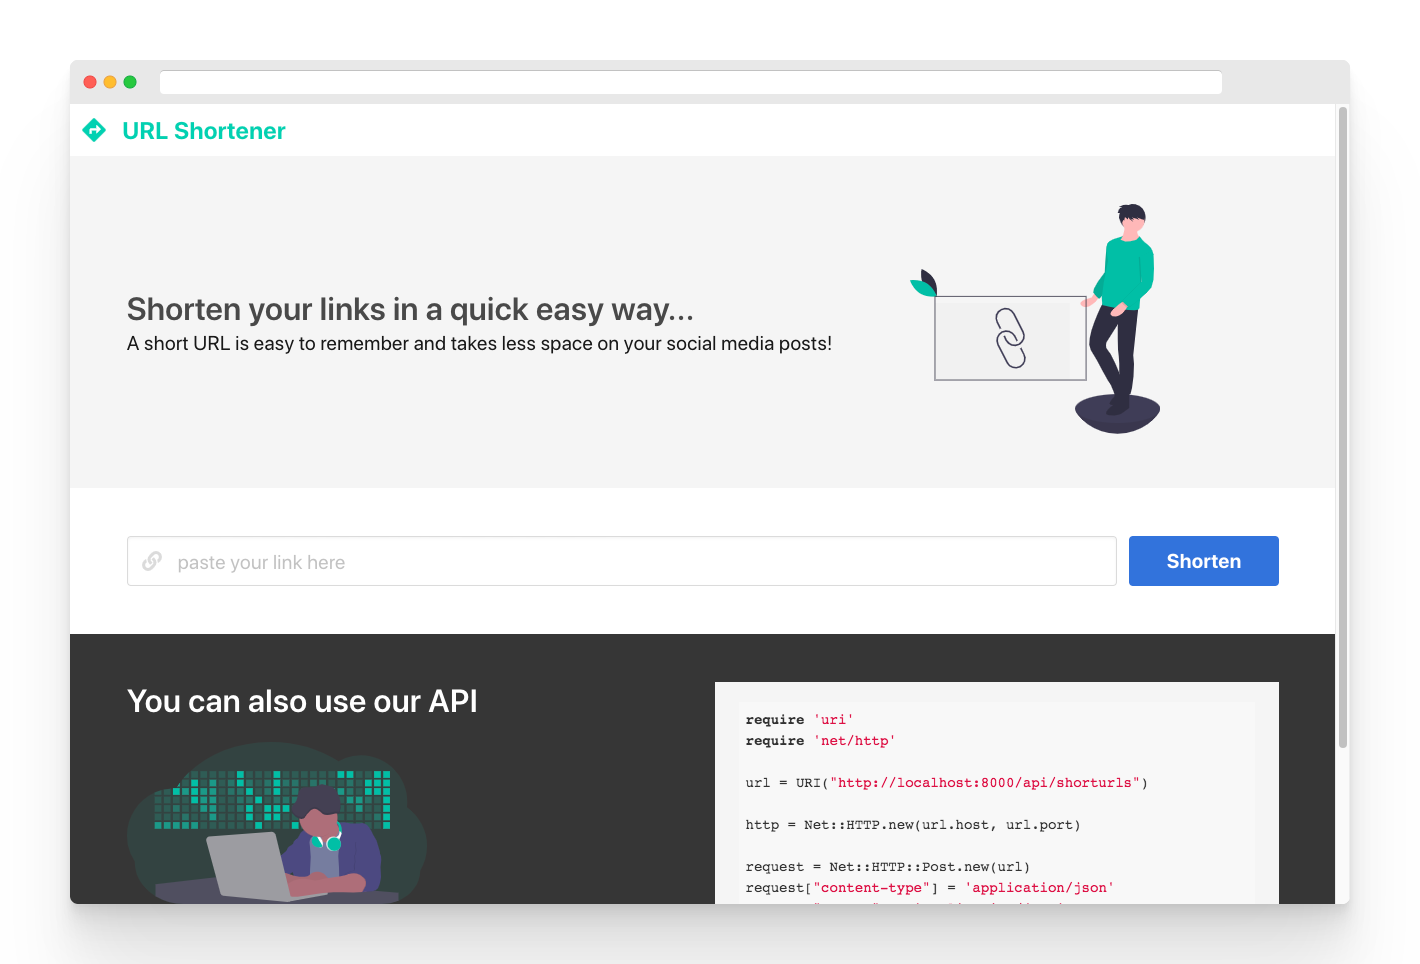 URL Shortener
Shorten your links in a quick easy way...
A short URL is easy to remember and takes less space on your social media posts!
paste your link here
Shorten
You can also use our API
require 'uri'
require 'net/http'
url = URI("http://localhost:8000/api/shorturls")
http = Net::HTTP.new(url.host, url.port)
request = Net::HTTP::Post.new(url)
request["content-type"] = 'application/json'